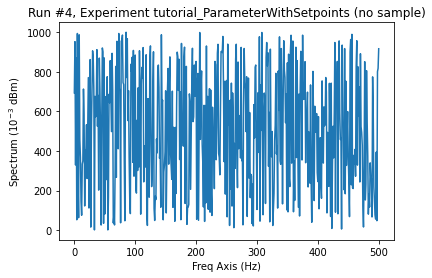 Run #4, Experiment tutorial_ParameterWithSetpoints (no sample)
1000
800
600
400
200
0
Spectrum (10⁻³ dBm)
0 100 200 300 400 500
Freq Axis (Hz)